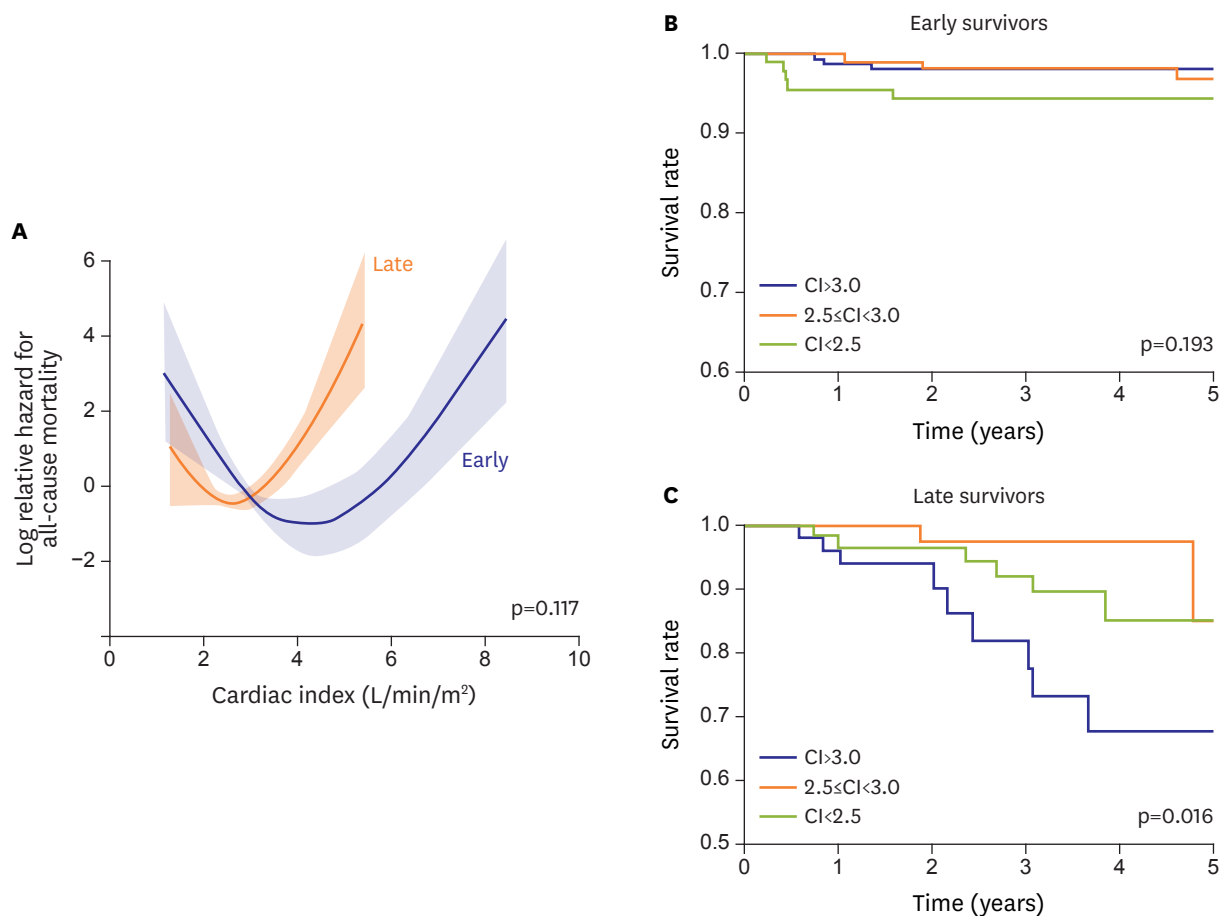 A
Log relative hazard for
all-cause mortality
6
4
2
0
−2
Late
Early
p=0.117
0 2 4 6 8 10
Cardiac index (L/min/m²)
B
Early survivors
Survival rate
1.0
0.9
0.8
0.7
0.6
CI>3.0
2.5≤CI<3.0
CI<2.5
p=0.193
0 1 2 3 4 5
Time (years)
C
Late survivors
Survival rate
1.0
0.9
0.8
0.7
0.6
0.5
CI>3.0
2.5≤CI<3.0
CI<2.5
p=0.016
0 1 2 3 4 5
Time (years)